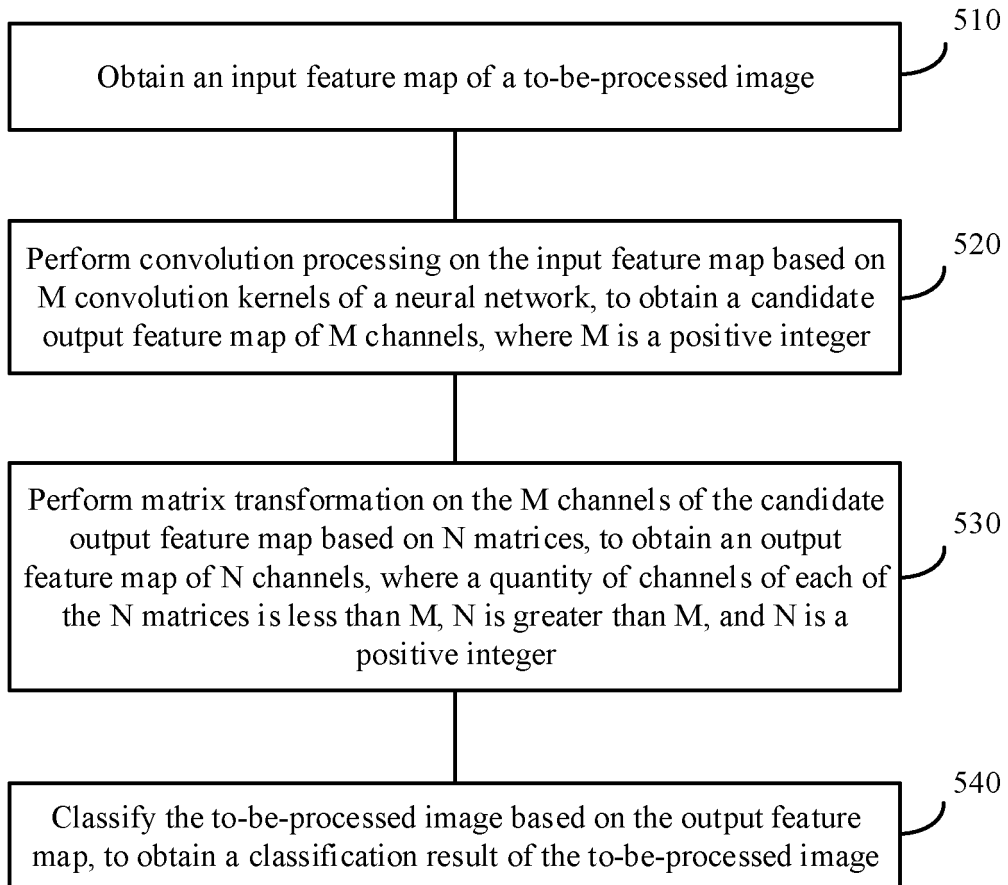 510
Obtain an input feature map of a to-be-processed image
520
Perform convolution processing on the input feature map based on
M convolution kernels of a neural network, to obtain a candidate
output feature map of M channels, where M is a positive integer
530
Perform matrix transformation on the M channels of the candidate
output feature map based on N matrices, to obtain an output
feature map of N channels, where a quantity of channels of each of
the N matrices is less than M, N is greater than M, and N is a
positive integer
540
Classify the to-be-processed image based on the output feature
map, to obtain a classification result of the to-be-processed image